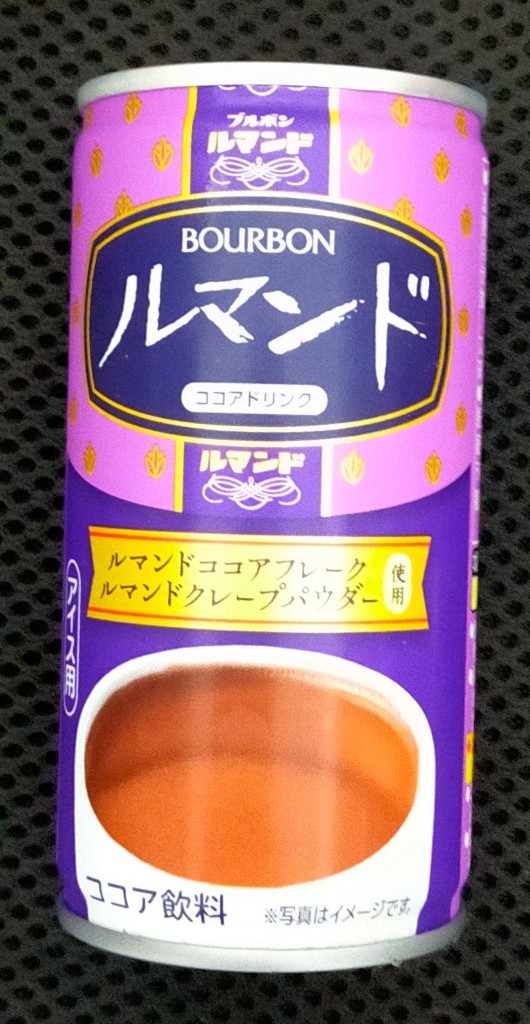 ブルボン
ルマンド
BOURBON
ルマンド
ココアドリンク
ルマンド
ルマンドココアフレーク
ルマンドクレープパウダー
使用
アイス用
ココア飲料
※写真はイメージです。